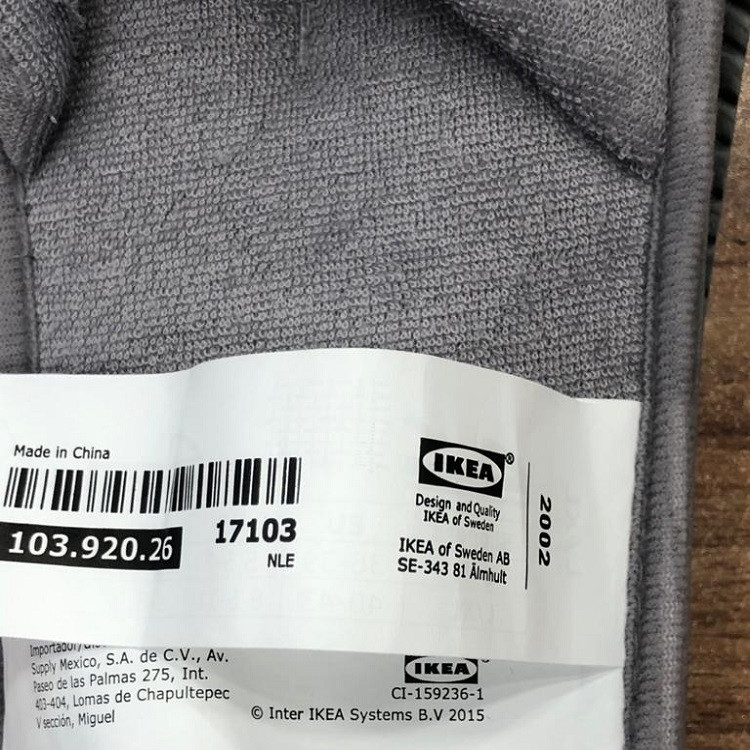 Made in China
103.920.26
17103
NLE
IKEA®
Design and Quality
IKEA of Sweden
IKEA of Sweden AB
SE-343 81 Älmhult
2002
Supply Mexico, S.A. de C.V., Av.
Paseo de las Palmas 275, Int.
403-404, Lomas de Chapultepec
V sección, Miguel
IKEA®
CI-159236-1
© Inter IKEA Systems B.V 2015